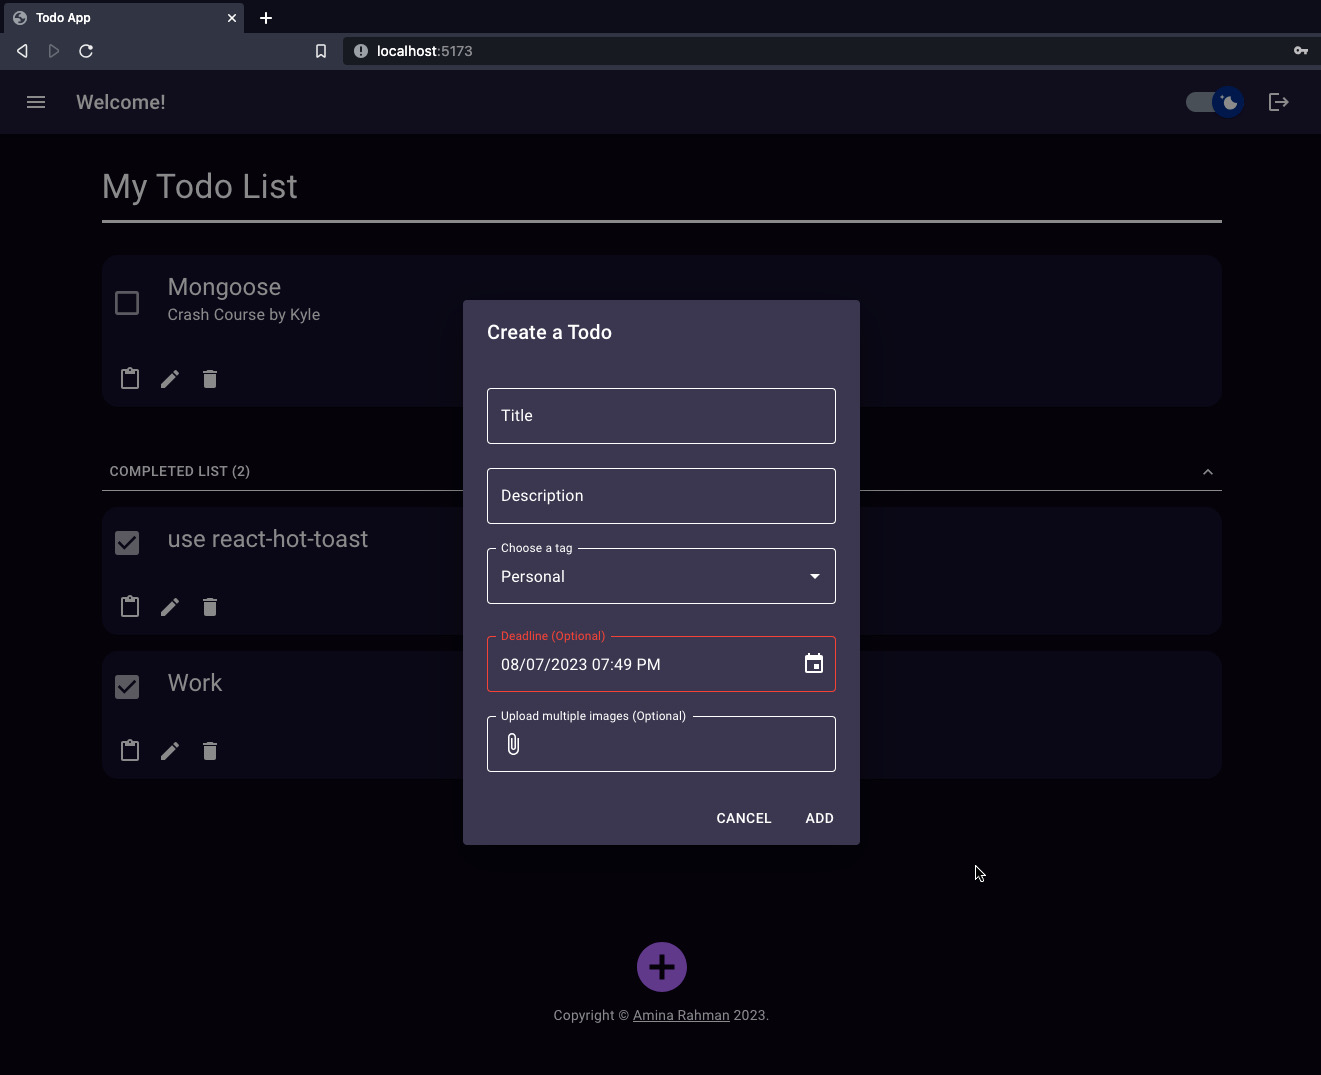 Todo App
localhost:5173
Welcome!
My Todo List
Mongoose
Crash Course by Kyle
COMPLETED LIST (2)
use react-hot-toast
Work
Create a Todo
Title
Description
Choose a tag
Personal
Deadline (Optional)
08/07/2023 07:49 PM
Upload multiple images (Optional)
CANCEL ADD
Copyright © Amina Rahman 2023.